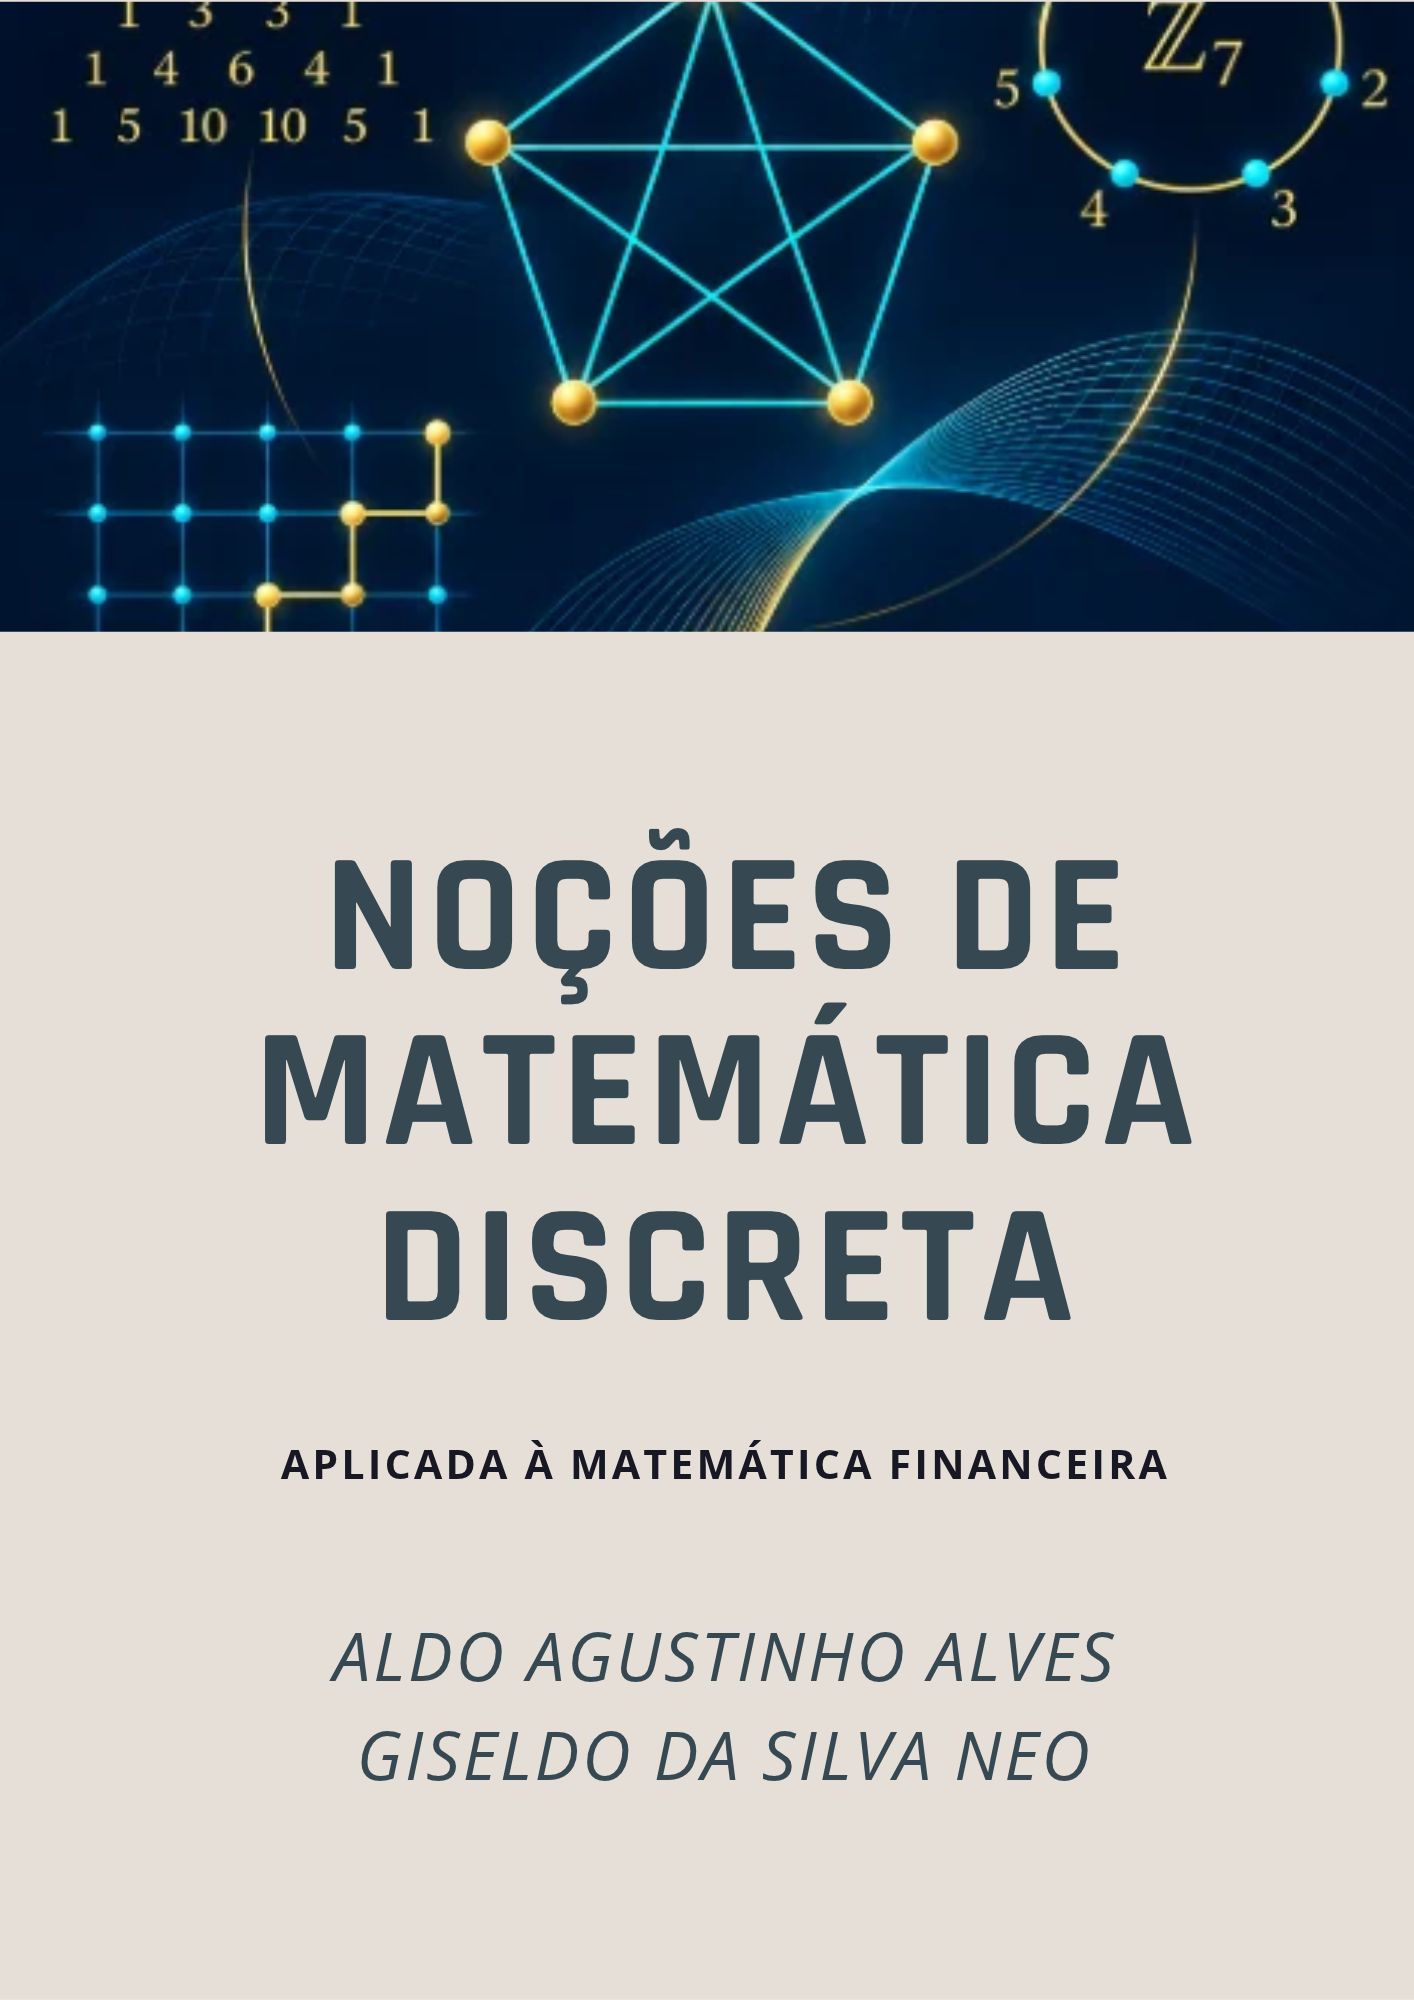 1 3 3 1
1 4 6 4 1
1 5 10 10 5 1
ℤ7
5 2
4 3
NOÇÕES DE
MATEMÁTICA
DISCRETA
APLICADA À MATEMÁTICA FINANCEIRA
ALDO AGUSTINHO ALVES
GISELDO DA SILVA NEO